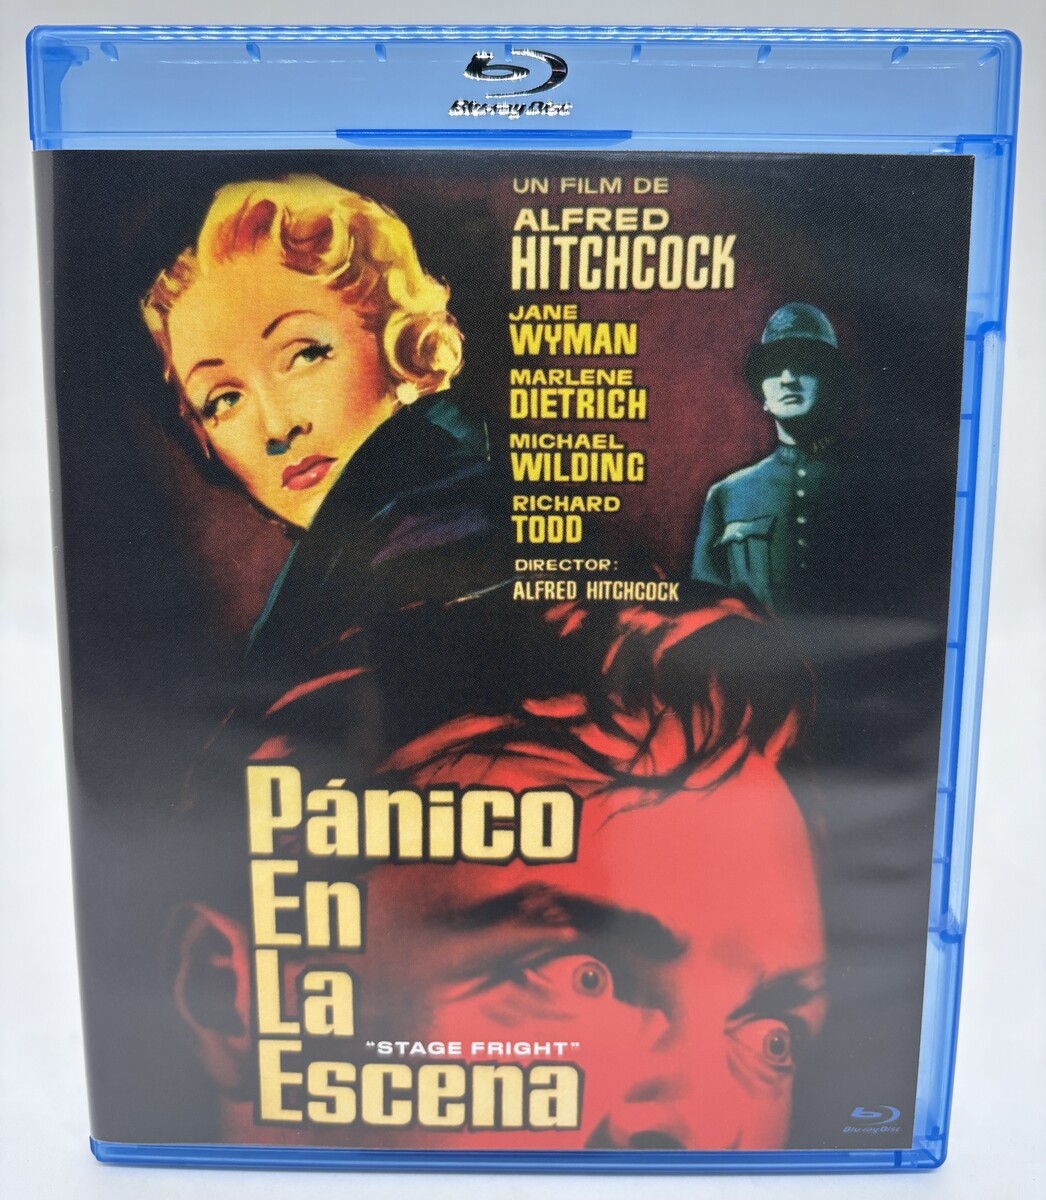 Blu-ray Disc
UN FILM DE
ALFRED
HITCHCOCK
JANE
WYMAN
MARLENE
DIETRICH
MICHAEL
WILDING
RICHARD
TODD
DIRECTOR:
ALFRED HITCHCOCK
Pánico
En
La
"STAGE FRIGHT"
Escena
Blu-ray Disc